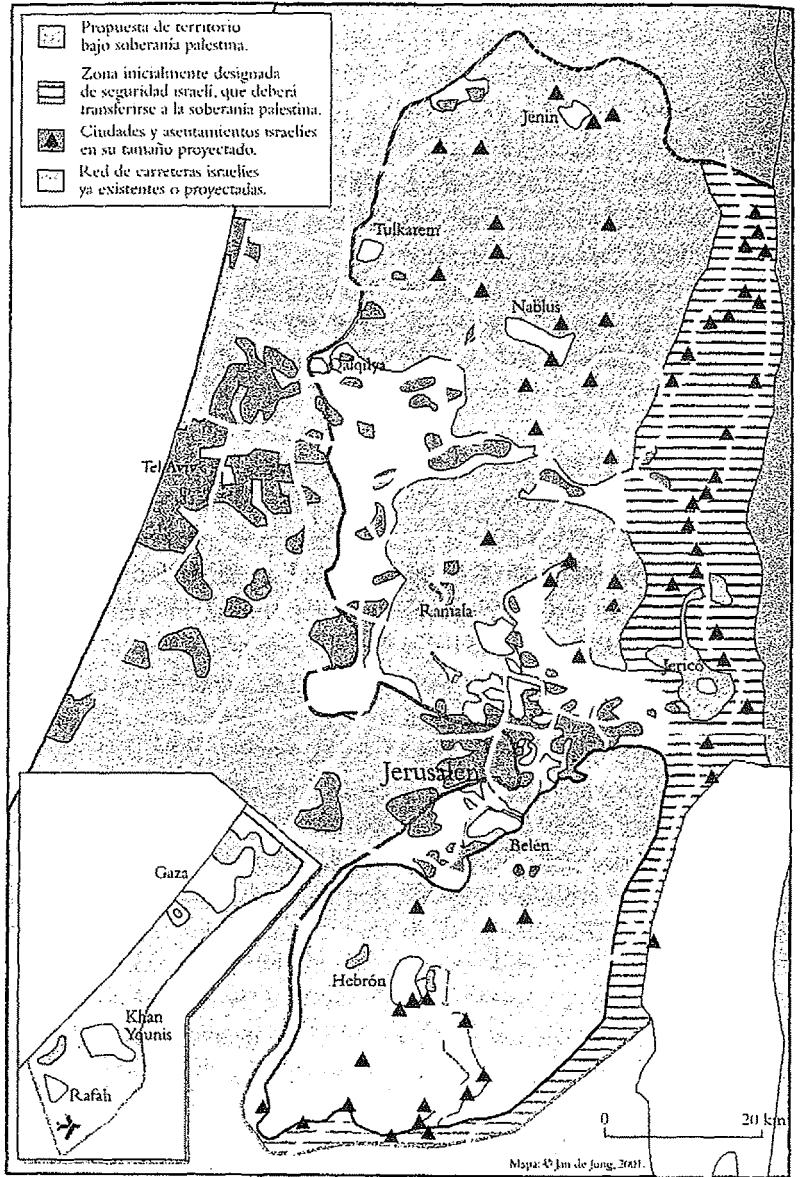 Propuesta de territorio
bajo soberanía palestina.
Zona inicialmente designada
de seguridad israelí, que deberá
transferirse a la soberanía palestina.
Ciudades y asentamientos israelíes
en su tamaño proyectado.
Red de carreteras israelíes
ya existentes o proyectadas.
Jenín
Tulkarem
Nablus
Qalqilya
Tel Aviv
Ramala
Jericó
Jerusalén
Belén
Gaza
Hebrón
Khan
Younis
Rafah
0 20 km
Mapa: © Jan de Jong, 2001.